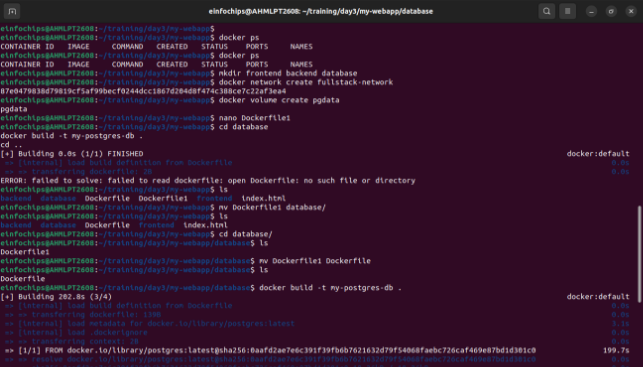 einfochips@AHMLPT2608: ~/training/day3/my-webapp/database
einfochips@AHMLPT2608:~/training/day3/my-webapp$
einfochips@AHMLPT2608:~/training/day3/my-webapp$ docker ps
CONTAINER ID IMAGE COMMAND CREATED STATUS PORTS NAMES
einfochips@AHMLPT2608:~/training/day3/my-webapp$ docker ps
CONTAINER ID IMAGE COMMAND CREATED STATUS PORTS NAMES
einfochips@AHMLPT2608:~/training/day3/my-webapp$ mkdir frontend backend database
einfochips@AHMLPT2608:~/training/day3/my-webapp$ docker network create fullstack-network
87e0479838d79819cf5af99becf0244dcc1867d204d8f474c388ce7c22af3ea4
einfochips@AHMLPT2608:~/training/day3/my-webapp$ docker volume create pgdata
pgdata
einfochips@AHMLPT2608:~/training/day3/my-webapp$ nano Dockerfile1
einfochips@AHMLPT2608:~/training/day3/my-webapp$ cd database
docker build -t my-postgres-db .
cd ..
[+] Building 0.0s (1/1) FINISHED docker:default
=> [internal] load build definition from Dockerfile 0.0s
=> => transferring dockerfile: 2B 0.0s
ERROR: failed to solve: failed to read dockerfile: open Dockerfile: no such file or directory
einfochips@AHMLPT2608:~/training/day3/my-webapp$ ls
backend database Dockerfile Dockerfile1 frontend index.html
einfochips@AHMLPT2608:~/training/day3/my-webapp$ mv Dockerfile1 database/
einfochips@AHMLPT2608:~/training/day3/my-webapp$ ls
backend database Dockerfile frontend index.html
einfochips@AHMLPT2608:~/training/day3/my-webapp$ cd database/
einfochips@AHMLPT2608:~/training/day3/my-webapp/database$ ls
Dockerfile1
einfochips@AHMLPT2608:~/training/day3/my-webapp/database$ mv Dockerfile1 Dockerfile
einfochips@AHMLPT2608:~/training/day3/my-webapp/database$ ls
Dockerfile
einfochips@AHMLPT2608:~/training/day3/my-webapp/database$ docker build -t my-postgres-db .
[+] Building 202.8s (3/4) docker:default
=> [internal] load build definition from Dockerfile 0.0s
=> => transferring dockerfile: 139B 0.0s
=> [internal] load metadata for docker.io/library/postgres:latest 3.1s
=> [internal] load .dockerignore 0.0s
=> => transferring context: 2B 0.0s
=> [1/1] FROM docker.io/library/postgres:latest@sha256:0aafd2ae7e6c391f39fb6b7621632d79f54068faebc726caf469e87bd1d301c0 199.7s